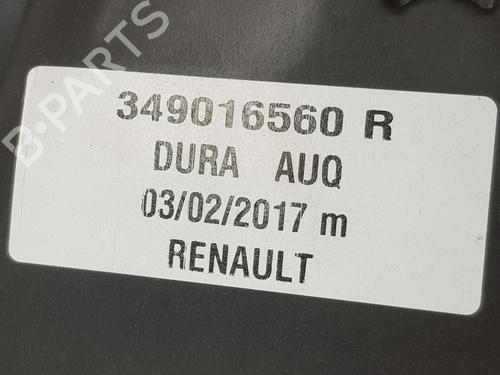 B-PARTS
349016560 R
DURA AUQ
03/02/2017 m
RENAULT